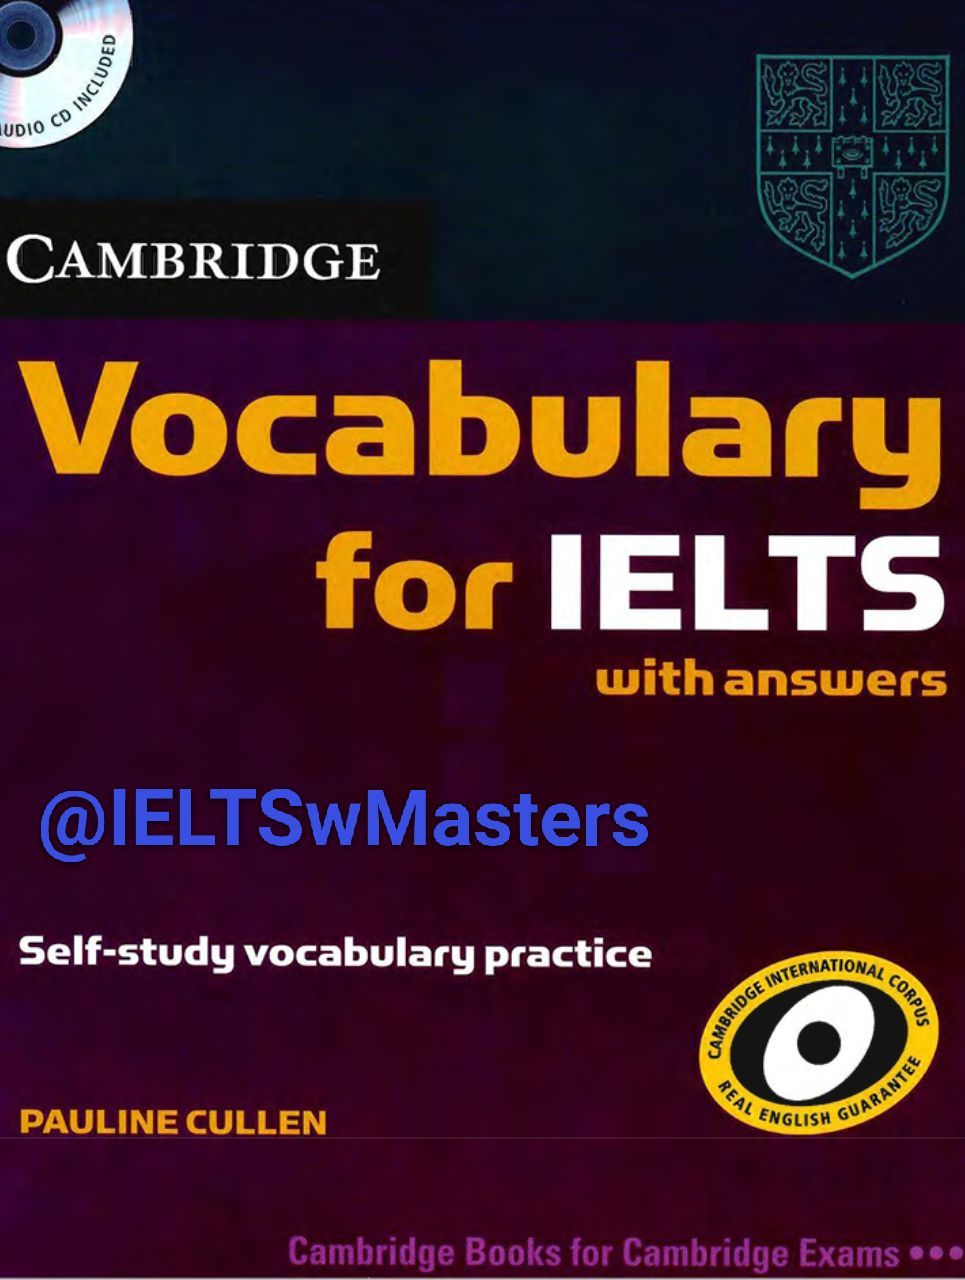 AUDIO CD INCLUDED
CAMBRIDGE
Vocabulary
for IELTS
with answers
@IELTSwMasters
Self-study vocabulary practice
CAMBRIDGE INTERNATIONAL CORPUS
REAL ENGLISH GUARANTEE
PAULINE CULLEN
Cambridge Books for Cambridge Exams •••